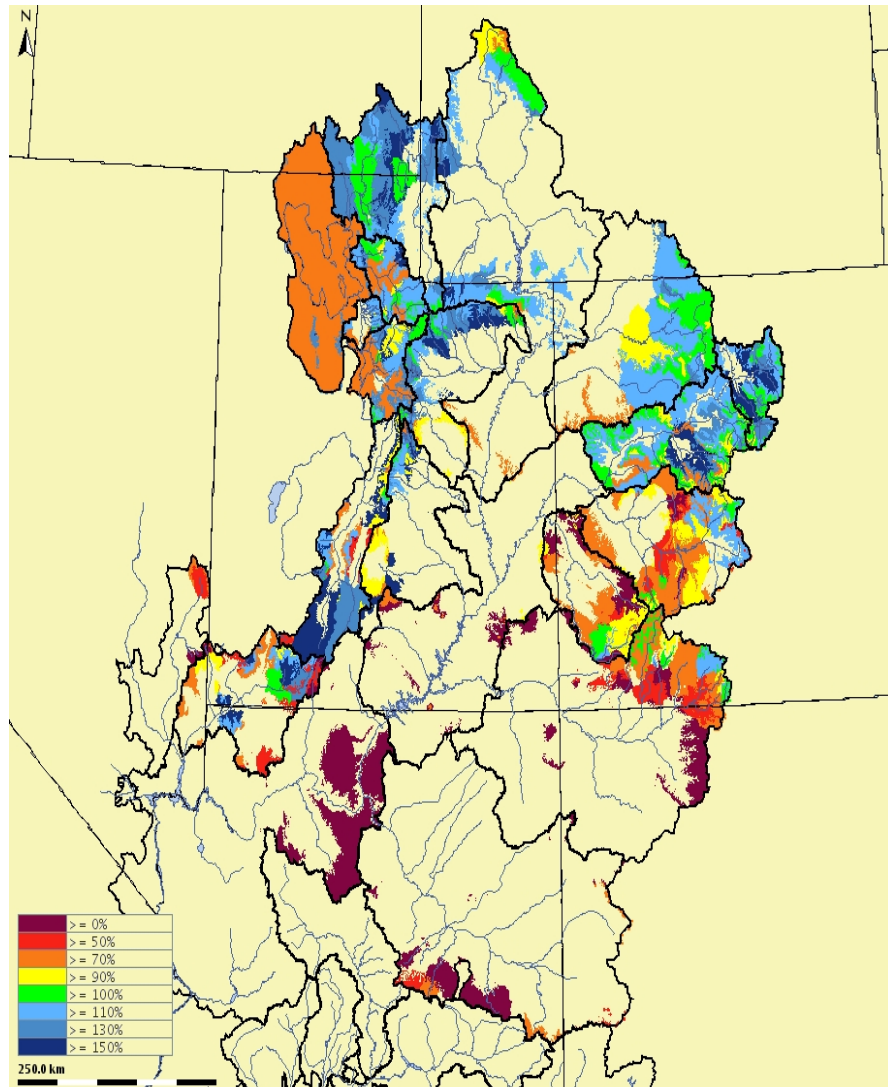 N
> = 0%
> = 50%
> = 70%
> = 90%
> = 100%
> = 110%
> = 130%
> = 150%
250.0 km